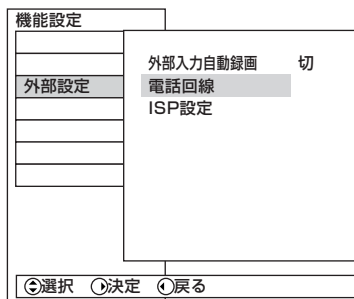 機能設定
外部設定
外部入力自動録画 切
電話回線
ISP設定
選択 決定 戻る